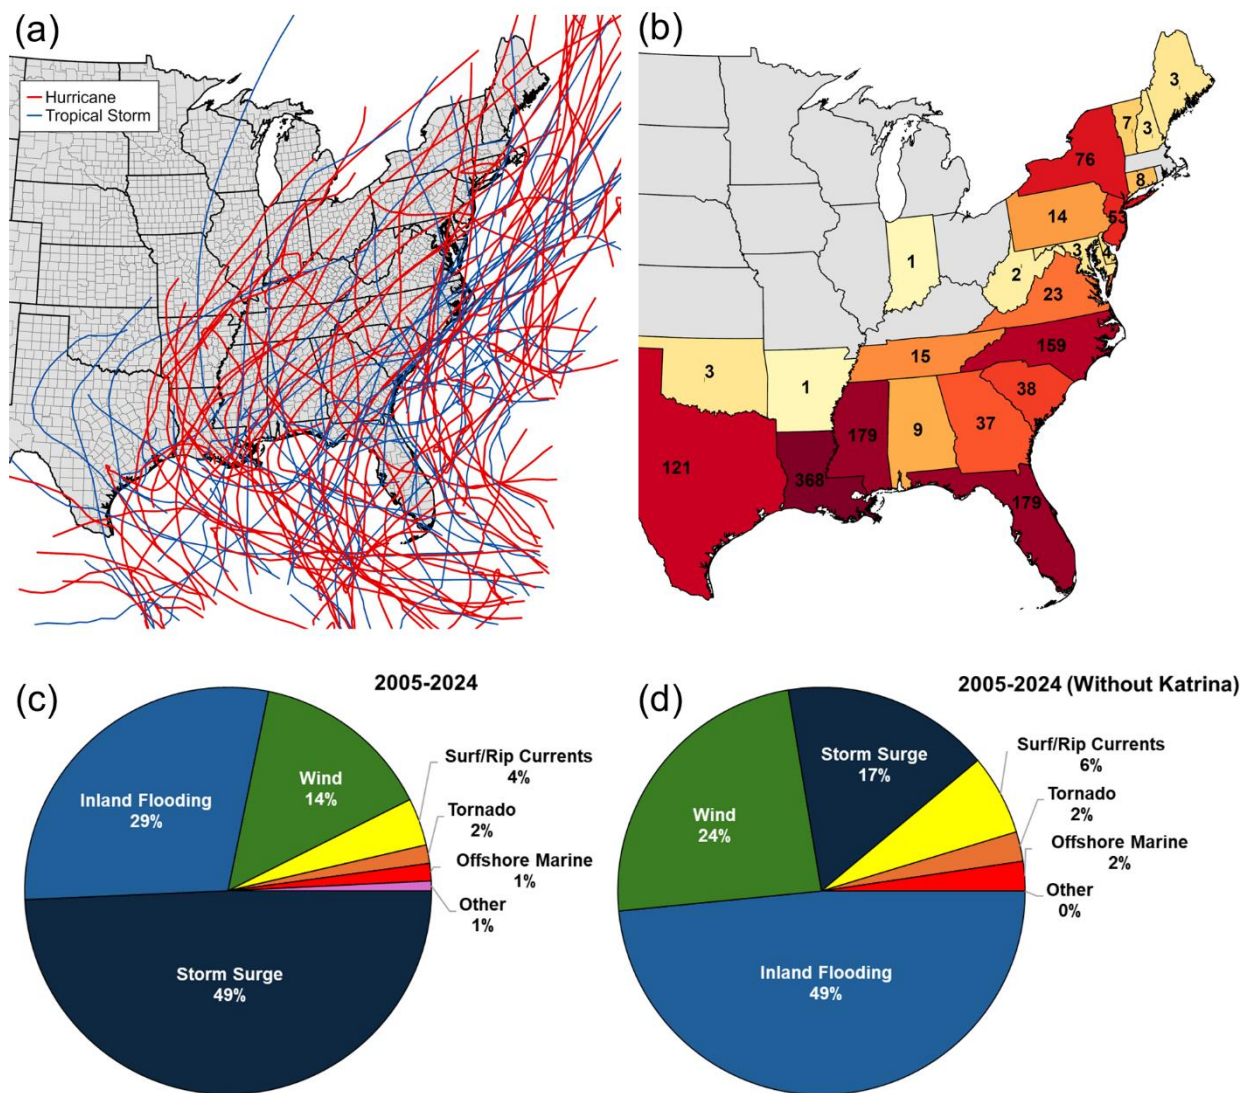 (a)
Hurricane
Tropical Storm
(b)
3
7
3
76
8
14
53
3
4
1
2
23
159
15
3
1
38
179
9
37
121
368
179
(c)
2005-2024
Inland Flooding
29%
Wind
14%
Surf/Rip Currents
4%
Tornado
2%
Offshore Marine
1%
Other
1%
Storm Surge
49%
(d)
2005-2024 (Without Katrina)
Storm Surge
17%
Wind
24%
Surf/Rip Currents
6%
Tornado
2%
Offshore Marine
2%
Other
0%
Inland Flooding
49%